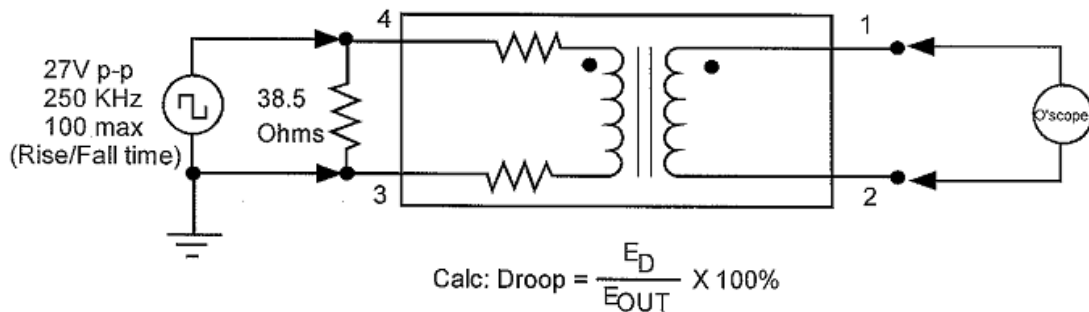 4
1
27V p-p
250 KHz
100 max
(Rise/Fall time)
38.5
Ohms
O'scope
3
2
Calc: Droop = E_D / E_OUT X 100%